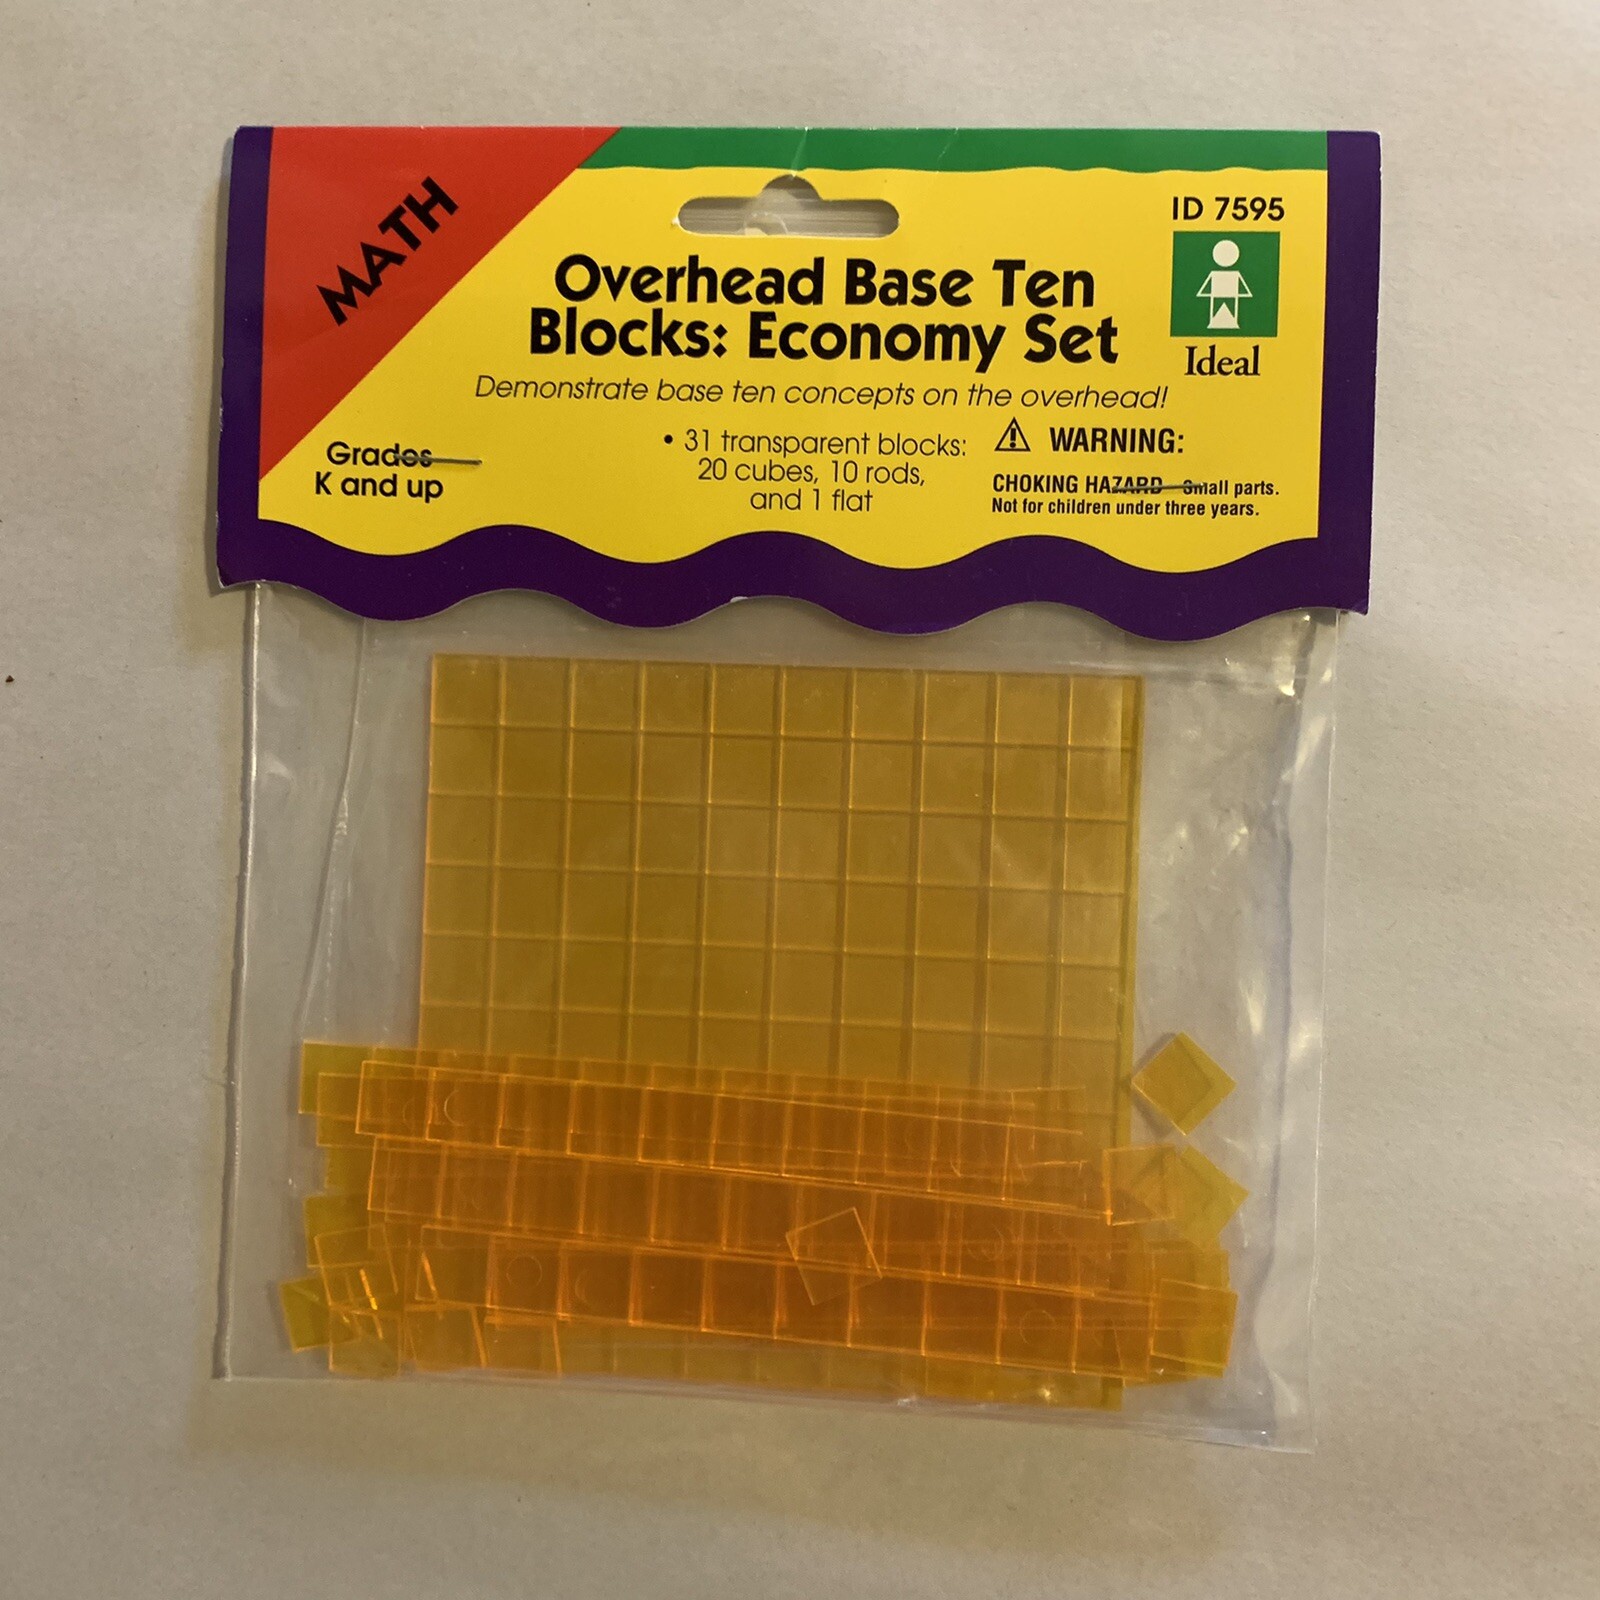 MATH
ID 7595
Overhead Base Ten
Blocks: Economy Set
Ideal
Demonstrate base ten concepts on the overhead!
Grades
K and up
• 31 transparent blocks:
20 cubes, 10 rods,
and 1 flat
⚠ WARNING:
CHOKING HAZARD—Small parts.
Not for children under three years.